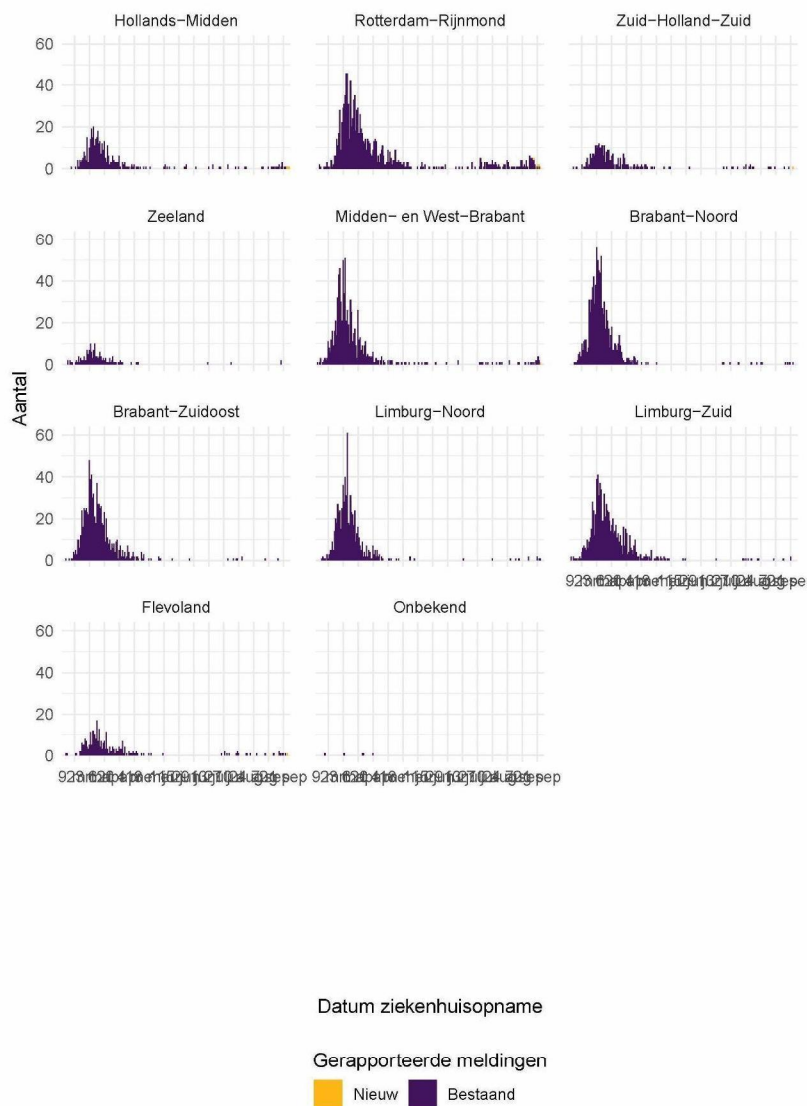 Hollands−Midden
Rotterdam−Rijnmond
Zuid−Holland−Zuid
60
40
20
0
Zeeland
Midden− en West−Brabant
Brabant−Noord
60
40
20
0
Aantal
Brabant−Zuidoost
Limburg−Noord
Limburg−Zuid
60
40
20
0
Flevoland
Onbekend
60
40
20
0
Datum ziekenhuisopname
Gerapporteerde meldingen
Nieuw
Bestaand